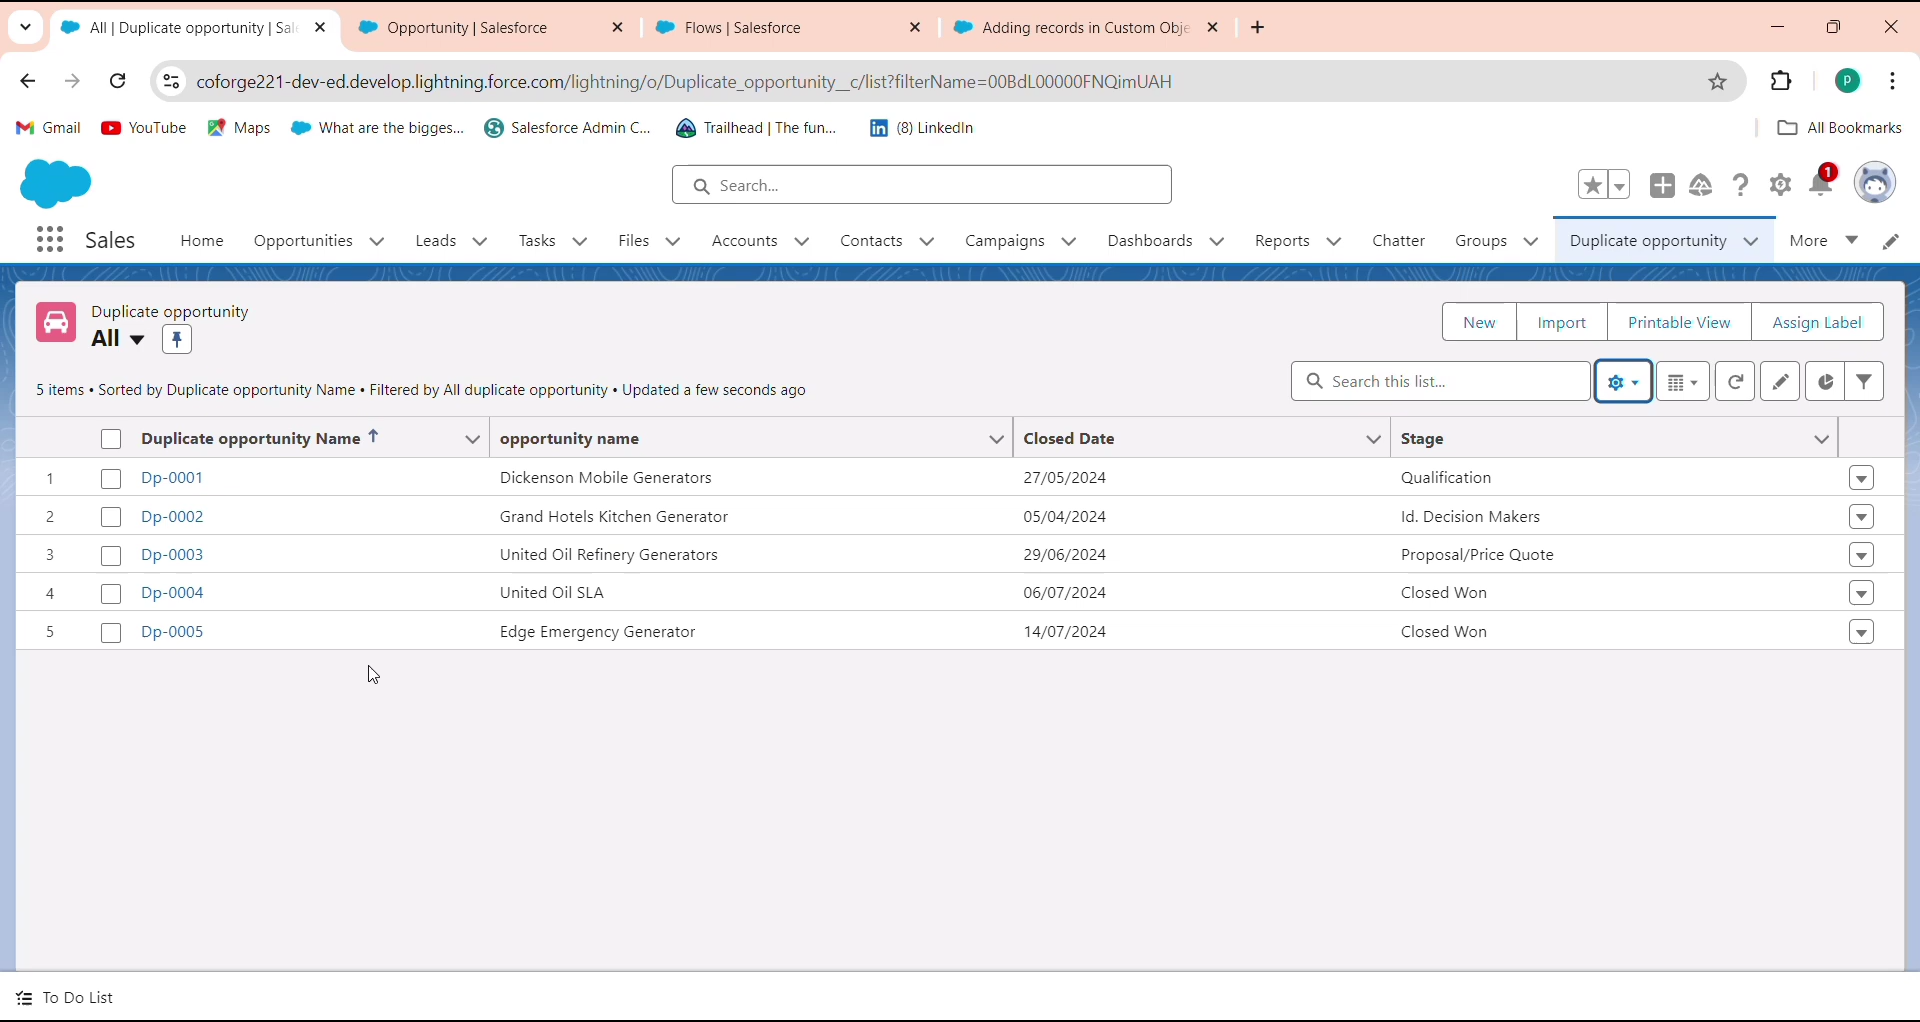 All | Duplicate opportunity | Sal
Opportunity | Salesforce
Flows | Salesforce
Adding records in Custom Obje
coforge221-dev-ed.develop.lightning.force.com/lightning/o/Duplicate_opportunity__c/list?filterName=00BdL00000FNQimUAH
P
Gmail
YouTube
Maps
What are the bigges...
Salesforce Admin C...
Trailhead | The fun...
(8) LinkedIn
All Bookmarks
Search...
1
Sales
Home
Opportunities
Leads
Tasks
Files
Accounts
Contacts
Campaigns
Dashboards
Reports
Chatter
Groups
Duplicate opportunity
More
Duplicate opportunity
All
New
Import
Printable View
Assign Label
5 items • Sorted by Duplicate opportunity Name • Filtered by All duplicate opportunity • Updated a few seconds ago
Search this list...
Duplicate opportunity Name
opportunity name
Closed Date
Stage
1 Dp-0001 Dickenson Mobile Generators 27/05/2024 Qualification
2 Dp-0002 Grand Hotels Kitchen Generator 05/04/2024 Id. Decision Makers
3 Dp-0003 United Oil Refinery Generators 29/06/2024 Proposal/Price Quote
4 Dp-0004 United Oil SLA 06/07/2024 Closed Won
5 Dp-0005 Edge Emergency Generator 14/07/2024 Closed Won
To Do List